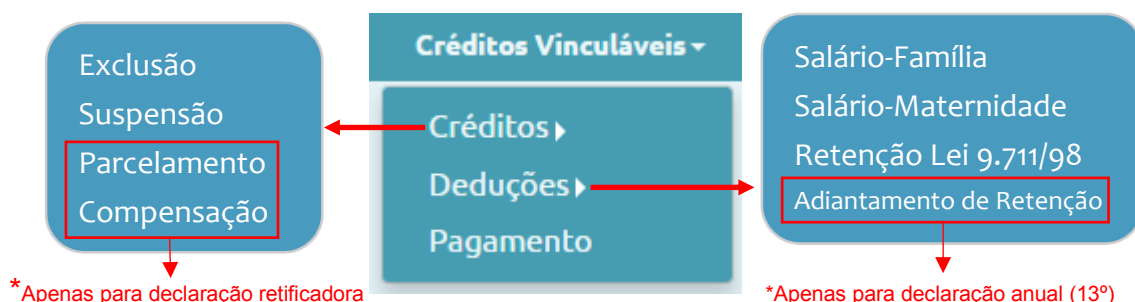 Exclusão
Suspensão
Parcelamento
Compensação
*Apenas para declaração retificadora
Créditos Vinculáveis
Créditos
Deduções
Pagamento
Salário-Família
Salário-Maternidade
Retenção Lei 9.711/98
Adiantamento de Retenção
*Apenas para declaração anual (13º)